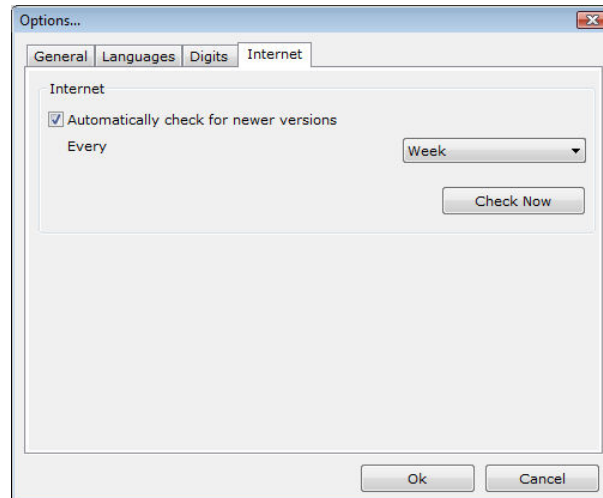 Options...
General Languages Digits Internet
Internet
Automatically check for newer versions
Every Week
Check Now
Ok Cancel